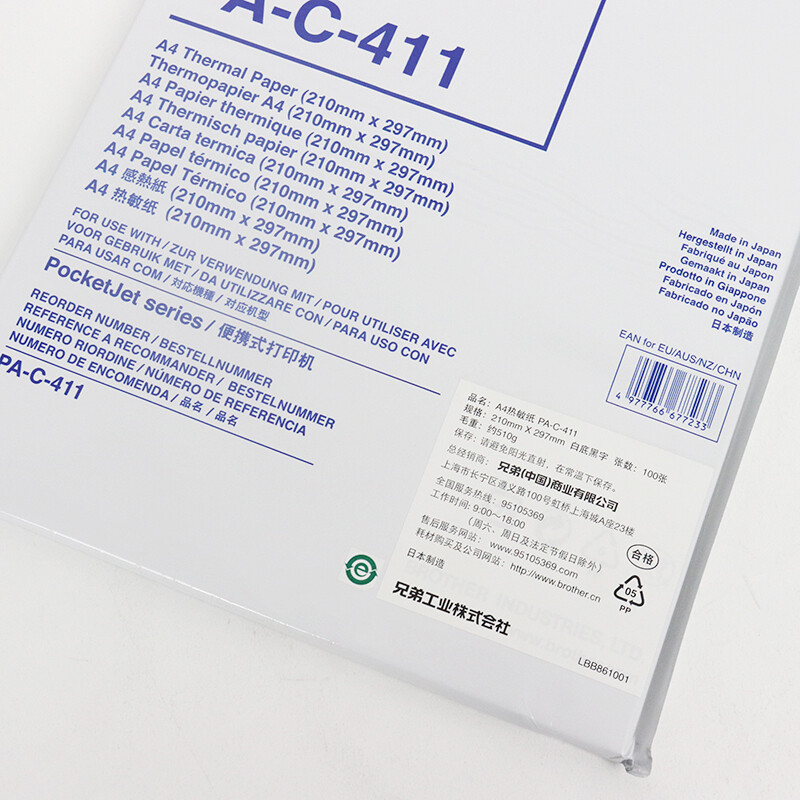 A-C-411
A4 Thermal Paper (210mm x 297mm)
Thermopapier A4 (210mm x 297mm)
A4 Papier thermique (210mm x 297mm)
A4 Thermisch papier (210mm x 297mm)
A4 Carta termica (210mm x 297mm)
A4 Papel térmico (210mm x 297mm)
A4 Papel Térmico (210mm x 297mm)
A4 感熱紙 (210mm x 297mm)
A4 热敏纸 (210mm x 297mm)
FOR USE WITH / ZUR VERWENDUNG MIT / POUR UTILISER AVEC
VOOR GEBRUIK MET / DA UTILIZZARE CON / PARA USO CON
PARA USAR COM / 対応機種 / 对应机型
PocketJet series / 便携式打印机
REORDER NUMBER / BESTELLNUMMER
REFERENCE A RECOMMANDER / BESTELNUMMER
NUMERO RIORDINE / NÚMERO DE REFERENCIA
NÚMERO DE ENCOMENDA / 品名 / 品名
PA-C-411
Made in Japan
Hergestellt in Japan
Fabriqué au Japon
Gemaakt in Japan
Prodotto in Giappone
Fabricado en Japón
Fabricado no Japão
日本制造
EAN for EU/AUS/NZ/CHN
4 977766 677233
品名：A4热敏纸 PA-C-411
规格：210mm X 297mm 白底黑字 张数：100张
毛重：约510g
保存：请避免阳光直射，在常温下保存。
总经销商：兄弟(中国)商业有限公司
上海市长宁区遵义路100号虹桥上海城A座23楼
全国服务热线：95105369
工作时间：9:00～18:00
（周六、周日及法定节假日除外）
售后服务网站：www.95105369.com
耗材购买及公司网站：http://www.brother.cn
日本制造
合格
05
PP
兄弟工业株式会社
LBB861001